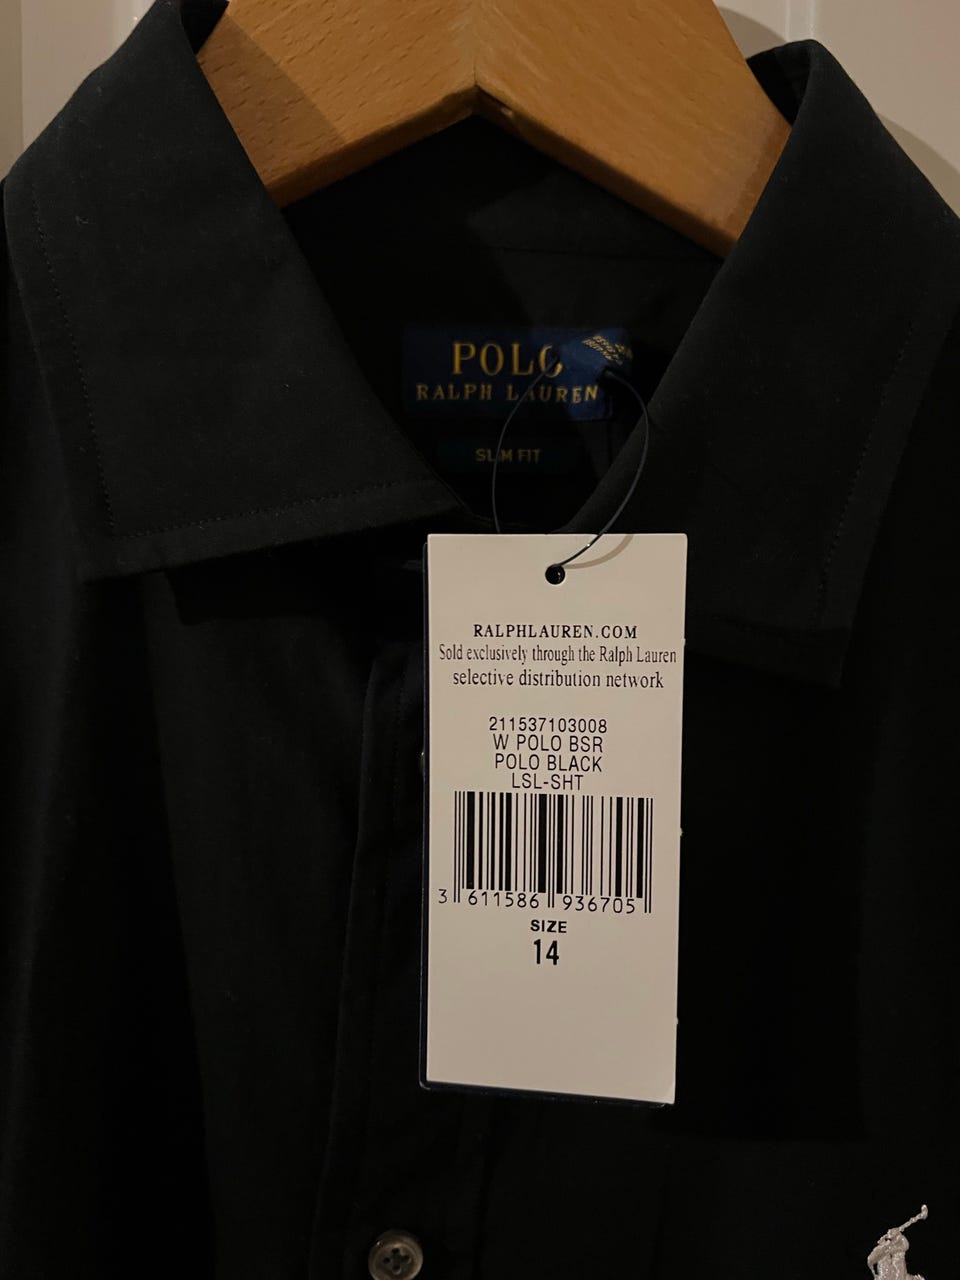 POLO
RALPH LAUREN
SLIM FIT
RALPHLAUREN.COM
Sold exclusively through the Ralph Lauren
selective distribution network
211537103008
W POLO BSR
POLO BLACK
LSL-SHT
3 611586 936705
SIZE
14